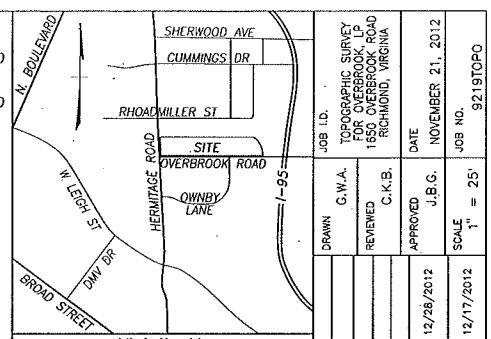 N. BOULEVARD
SHERWOOD AVE
CUMMINGS DR
RHOADMILLER ST
SITE
OVERBROOK ROAD
HERMITAGE ROAD
OWNBY
LANE
I-95
W LEIGH ST
DMV DR
BROAD STREET
JOB I.D.
TOPOGRAPHIC SURVEY
FOR OVERBROOK, LP
1650 OVERBROOK ROAD
RICHMOND, VIRGINIA
DATE
NOVEMBER 21, 2012
JOB NO.
9219TOPO
DRAWN
G.W.A.
REVIEWED
C.K.B.
APPROVED
J.B.G.
SCALE
1" = 25'
12/28/2012
12/17/2012